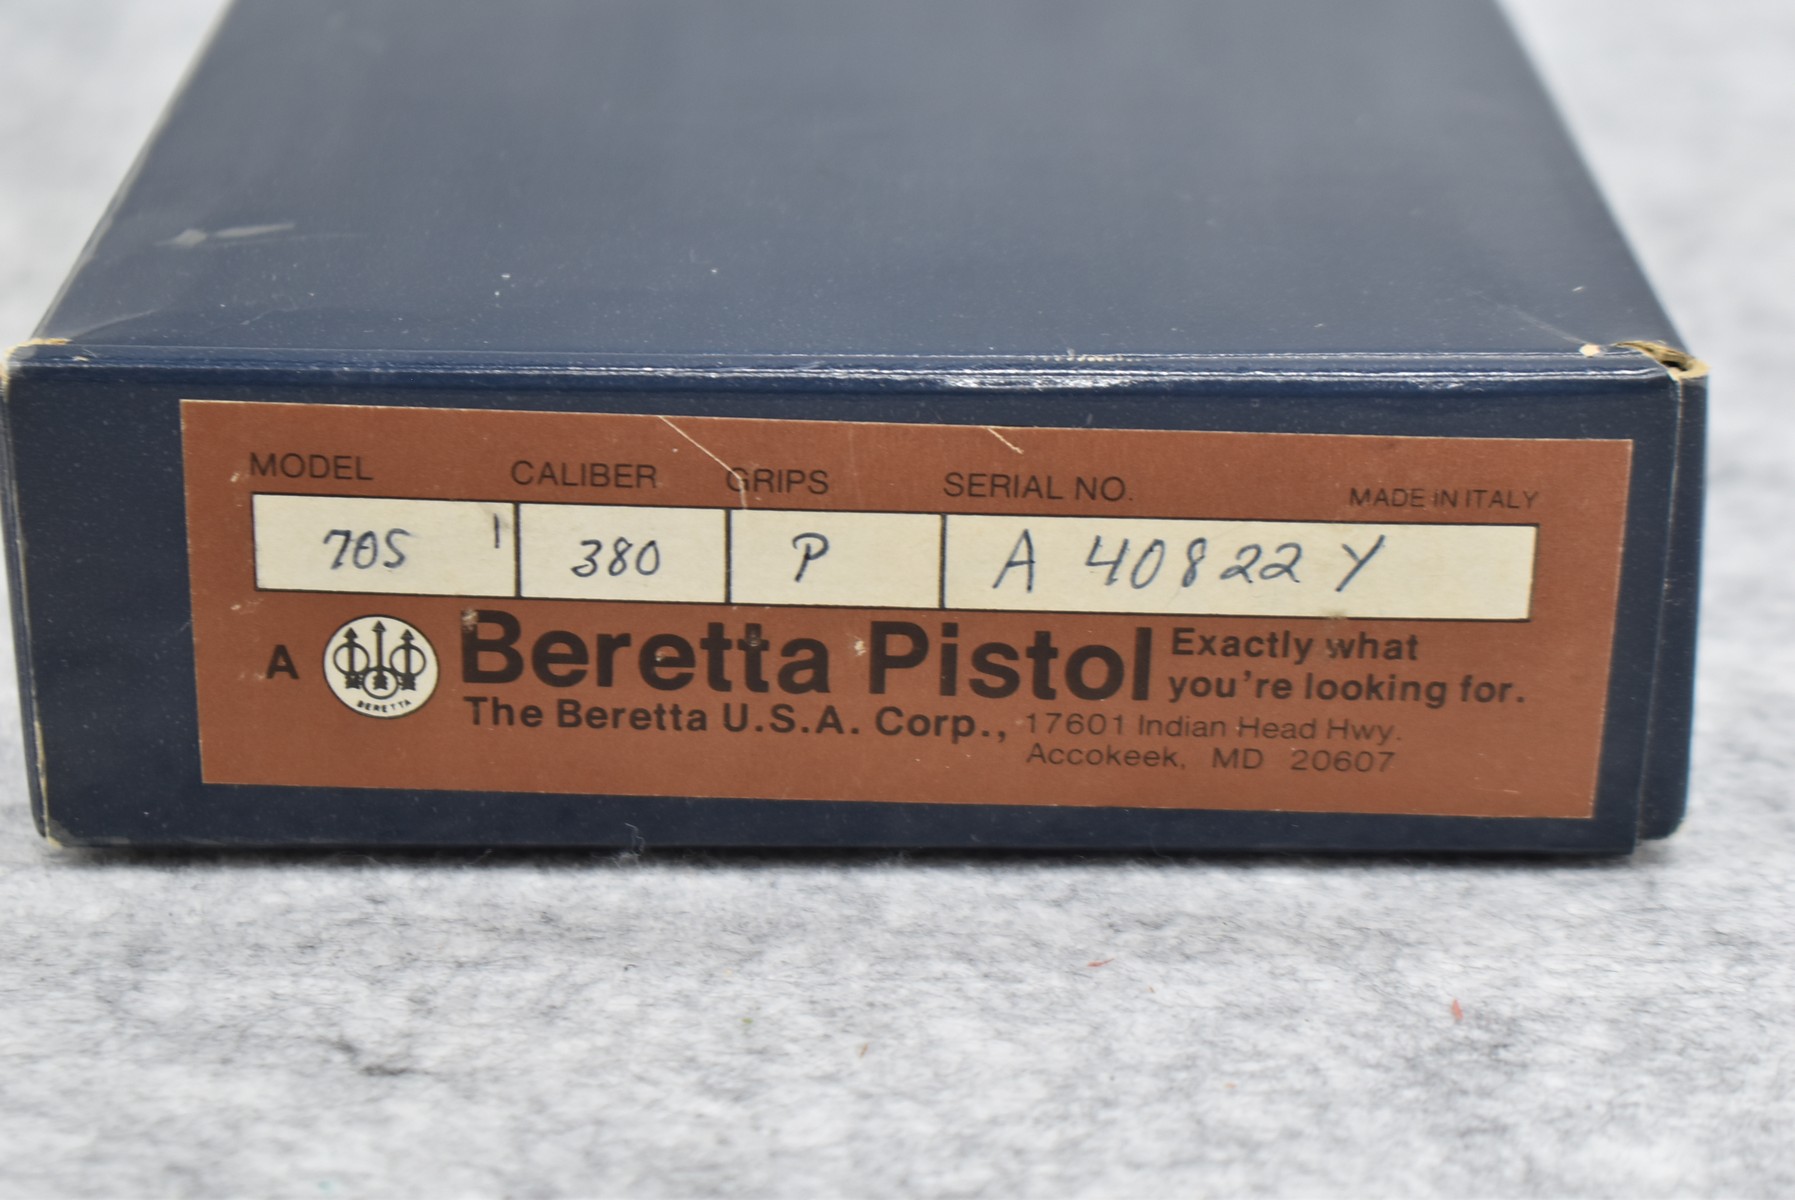 MODEL CALIBER GRIPS SERIAL NO. MADE IN ITALY
70S 380 P A 40822 Y
A BERETTA Beretta Pistol Exactly what
you're looking for.
The Beretta U.S.A. Corp., 17601 Indian Head Hwy.
Accokeek, MD 20607